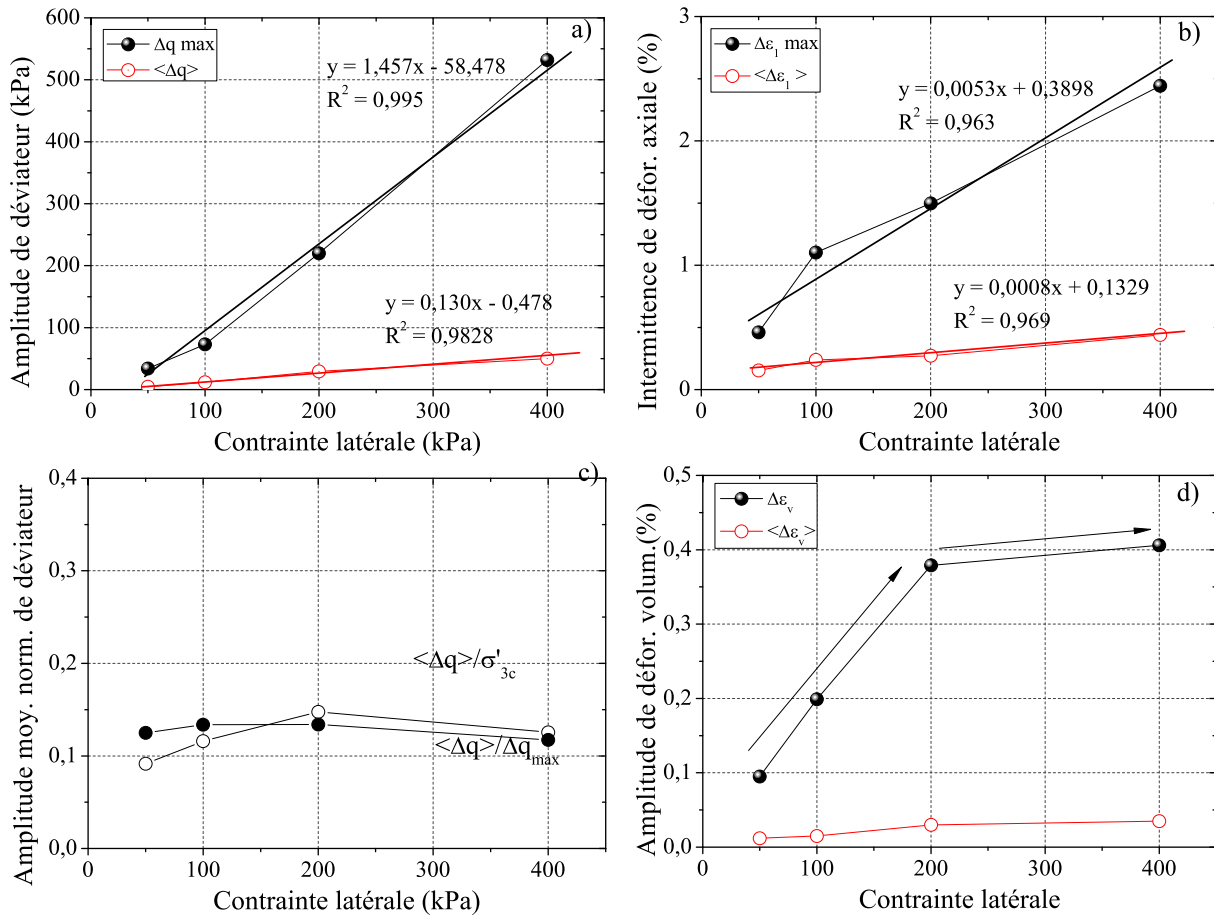 a)
Δq max
<Δq>
y = 1,457x - 58,478
R² = 0,995
y = 0,130x - 0,478
R² = 0,9828
Amplitude de déviateur (kPa)
600
500
400
300
200
100
0
0 100 200 300 400
Contrainte latérale (kPa)
b)
Δε₁ max
<Δε₁ >
y = 0,0053x + 0,3898
R² = 0,963
y = 0,0008x + 0,1329
R² = 0,969
Intermittence de défor. axiale (%)
3
2
1
0
0 100 200 300 400
Contrainte latérale
c)
<Δq>/σ'3c
<Δq>/Δqmax
Amplitude moy. norm. de déviateur
0,4
0,3
0,2
0,1
0,0
0 100 200 300 400
Contrainte latérale (kPa)
d)
Δεv
<Δεv>
Amplitude de défor. volum.(%)
0,5
0,4
0,3
0,2
0,1
0,0
0 100 200 300 400
Contrainte latérale